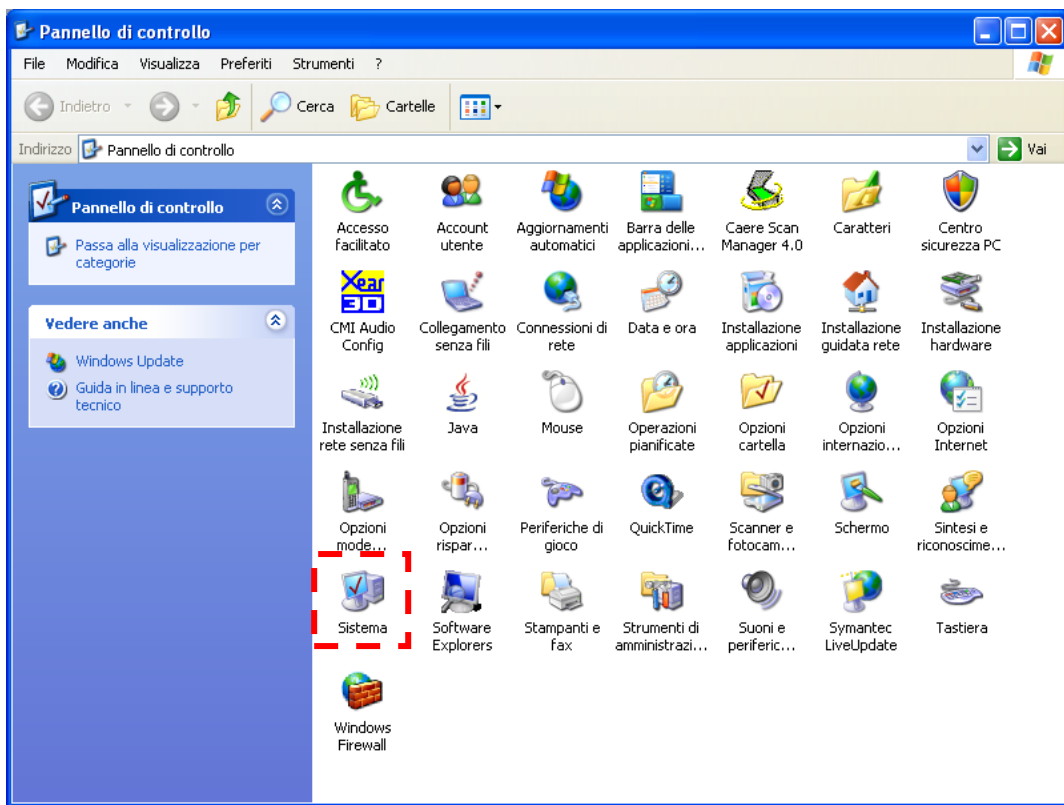 Pannello di controllo
File Modifica Visualizza Preferiti Strumenti ?
Indietro Cerca Cartelle
Indirizzo Pannello di controllo Vai
Pannello di controllo
Passa alla visualizzazione per
categorie
Vedere anche
Windows Update
Guida in linea e supporto
tecnico
Accesso
facilitato
Account
utente
Aggiornamenti
automatici
Barra delle
applicazioni...
Caere Scan
Manager 4.0
Caratteri
Centro
sicurezza PC
Xear
3D
CMI Audio
Config
Collegamento
senza fili
Connessioni di
rete
Data e ora
Installazione
applicazioni
Installazione
guidata rete
Installazione
hardware
Installazione
rete senza fili
Java
Mouse
Operazioni
pianificate
Opzioni
cartella
Opzioni
internazio...
Opzioni
Internet
Opzioni
mode...
Opzioni
rispar...
Periferiche di
gioco
QuickTime
Scanner e
fotocam...
Schermo
Sintesi e
riconoscime...
Sistema
Software
Explorers
Stampanti e
fax
Strumenti di
amministrazi...
Suoni e
periferic...
Symantec
LiveUpdate
Tastiera
Windows
Firewall